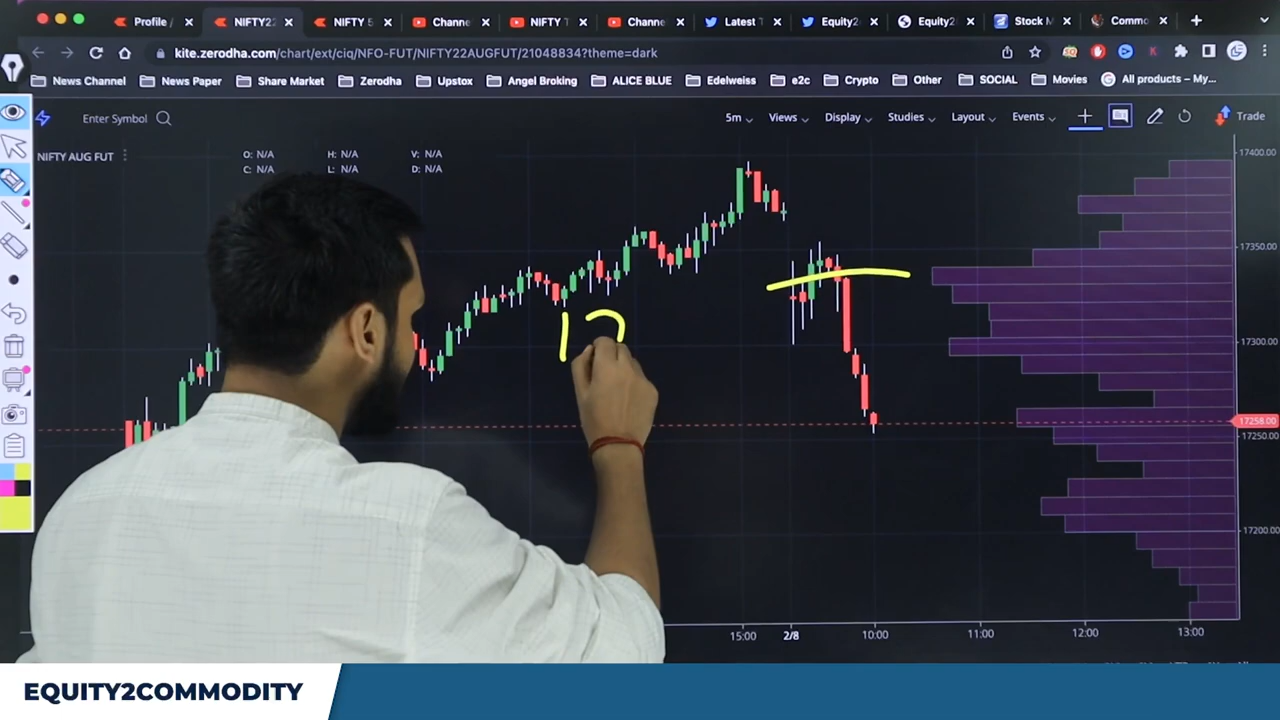 Profile /
NIFTY22
NIFTY 5
Channe
NIFTY T
Channe
Latest T
Equity2
Equity2
Stock M
Commo
kite.zerodha.com/chart/ext/ciq/NFO-FUT/NIFTY22AUGFUT/21048834?theme=dark
News Channel
News Paper
Share Market
Zerodha
Upstox
Angel Broking
ALICE BLUE
Edelweiss
e2c
Crypto
Other
SOCIAL
Movies
All products – My...
Enter Symbol
5m
Views
Display
Studies
Layout
Events
Trade
NIFTY AUG FUT
O: N/A H: N/A V: N/A
C: N/A L: N/A D: N/A
17400.00
17350.00
17300.00
17258.00
17250.00
17200.00
15:00 2/8 10:00 11:00 12:00 13:00
EQUITY2COMMODITY